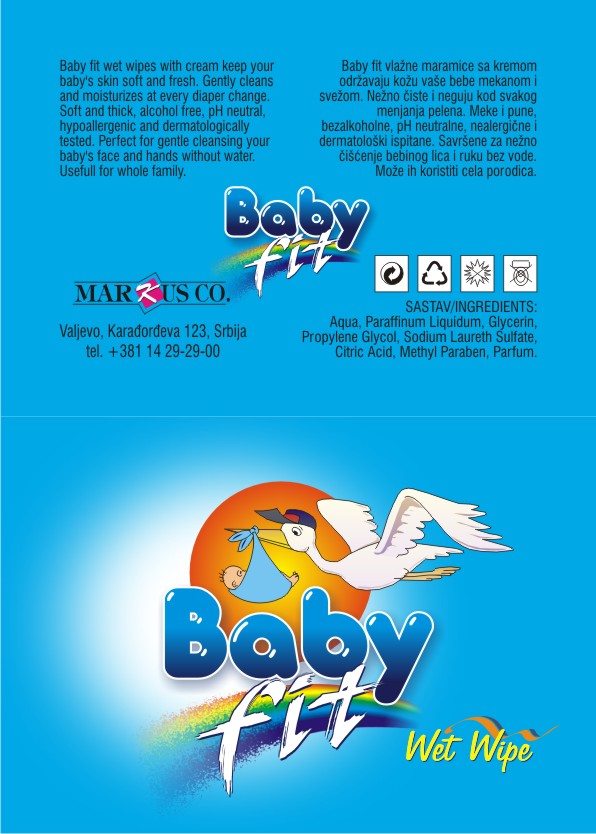 Baby fit wet wipes with cream keep your
baby's skin soft and fresh. Gently cleans
and moisturizes at every diaper change.
Soft and thick, alcohol free, pH neutral,
hypoallergenic and dermatologically
tested. Perfect for gentle cleansing your
baby's face and hands without water.
Usefull for whole family.
Baby fit vlažne maramice sa kremom
održavaju kožu vaše bebe mekanom i
svežom. Nežno čiste i neguju kod svakog
menjanja pelena. Meke i pune,
bezalkoholne, pH neutralne, nealergične i
dermatološki ispitane. Savršene za nežno
čišćenje bebinog lica i ruku bez vode.
Može ih koristiti cela porodica.
Baby
fit
MARKUS CO.
Valjevo, Karađorđeva 123, Srbija
tel. +381 14 29-29-00
SASTAV/INGREDIENTS:
Aqua, Paraffinum Liquidum, Glycerin,
Propylene Glycol, Sodium Laureth Sulfate,
Citric Acid, Methyl Paraben, Parfum.
Baby
fit
Wet Wipe